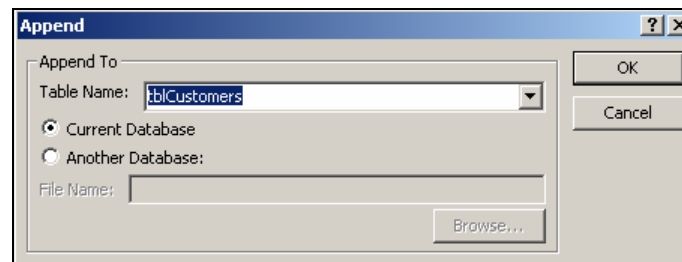 Append
Append To
OK
Table Name: tblCustomers
Cancel
Current Database
Another Database:
File Name:
Browse...